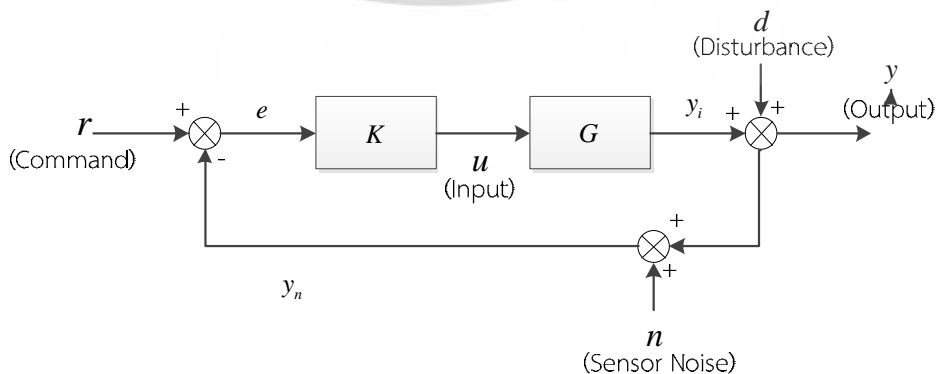 d
(Disturbance)
y
(Output)
+
e
K
y_i
+
+
r
G
(Command)
-
u
(Input)
+
y_n
+
n
(Sensor Noise)